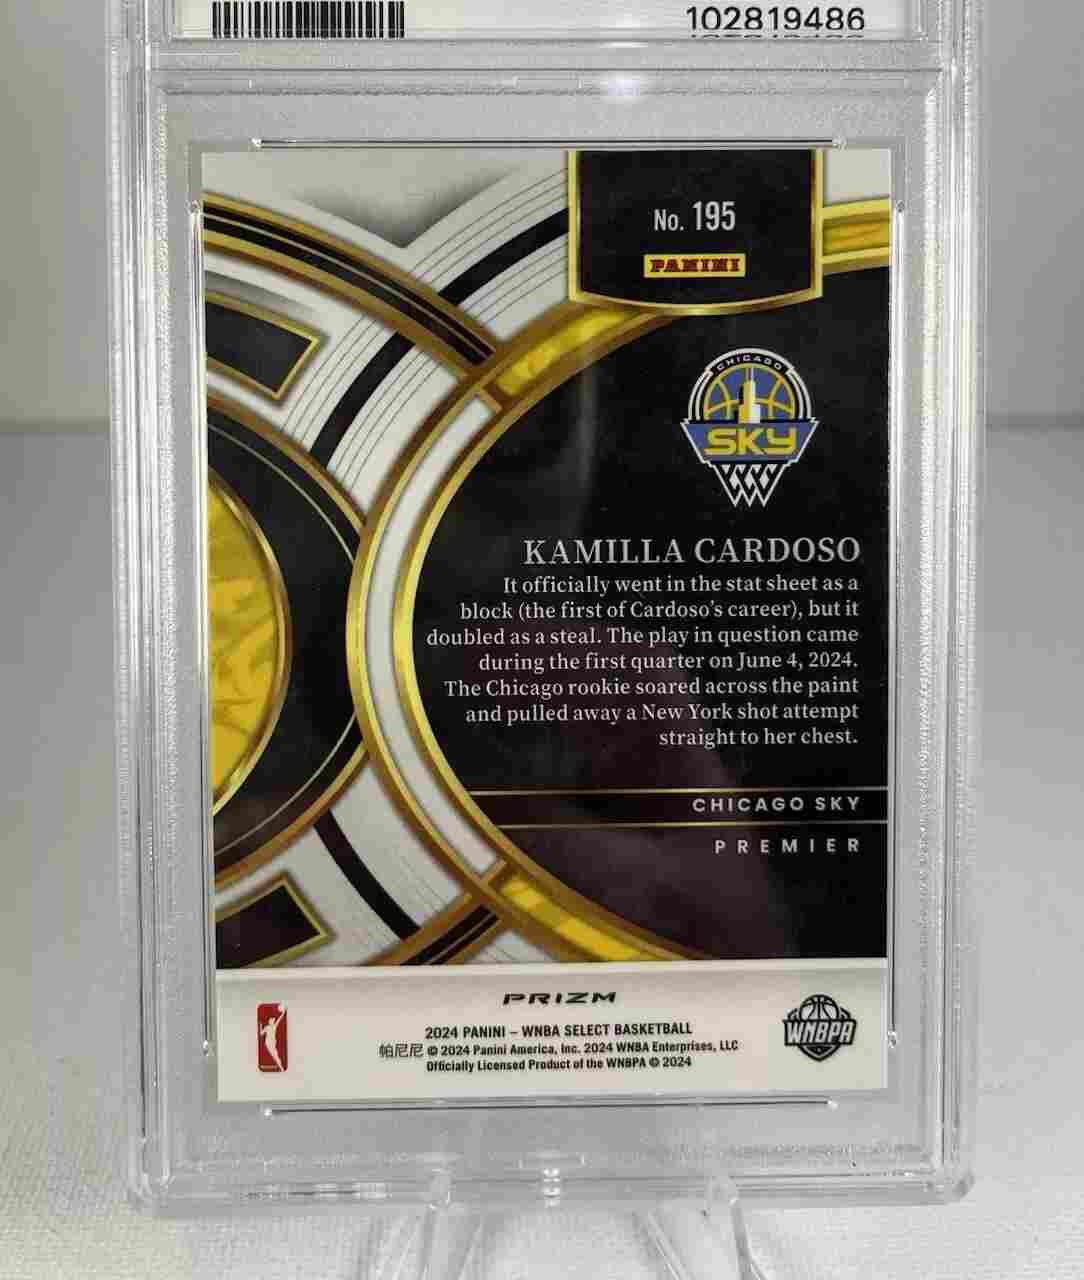 102819486
No. 195
PANINI
CHICAGO
SKY
KAMILLA CARDOSO
It officially went in the stat sheet as a
block (the first of Cardoso's career), but it
doubled as a steal. The play in question came
during the first quarter on June 4, 2024.
The Chicago rookie soared across the paint
and pulled away a New York shot attempt
straight to her chest.
CHICAGO SKY
PREMIER
PRIZM
2024 PANINI – WNBA SELECT BASKETBALL
帕尼尼 © 2024 Panini America, Inc. 2024 WNBA Enterprises, LLC
Officially Licensed Product of the WNBPA © 2024
WNBPA